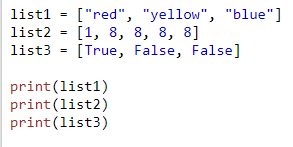 list1 = ["red", "yellow", "blue"]
list2 = [1, 8, 8, 8, 8]
list3 = [True, False, False]
print(list1)
print(list2)
print(list3)